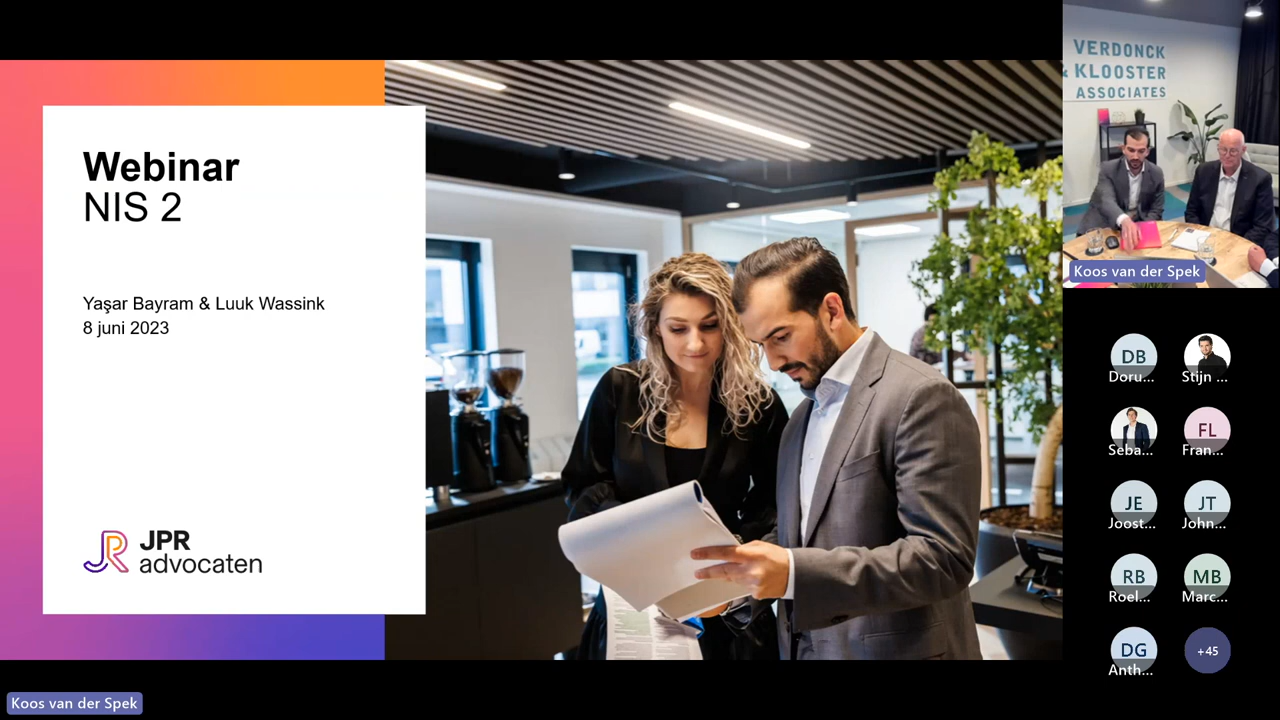 Webinar
NIS 2
Yaşar Bayram & Luuk Wassink
8 juni 2023
JPR
advocaten
Koos van der Spek
VERDONCK
& KLOOSTER
ASSOCIATES
Koos van der Spek
DB
Doru...
Stijn ...
Seba...
FL
Fran...
JE
Joost...
JT
John...
RB
Roel...
MB
Marc...
DG
Anth...
+45